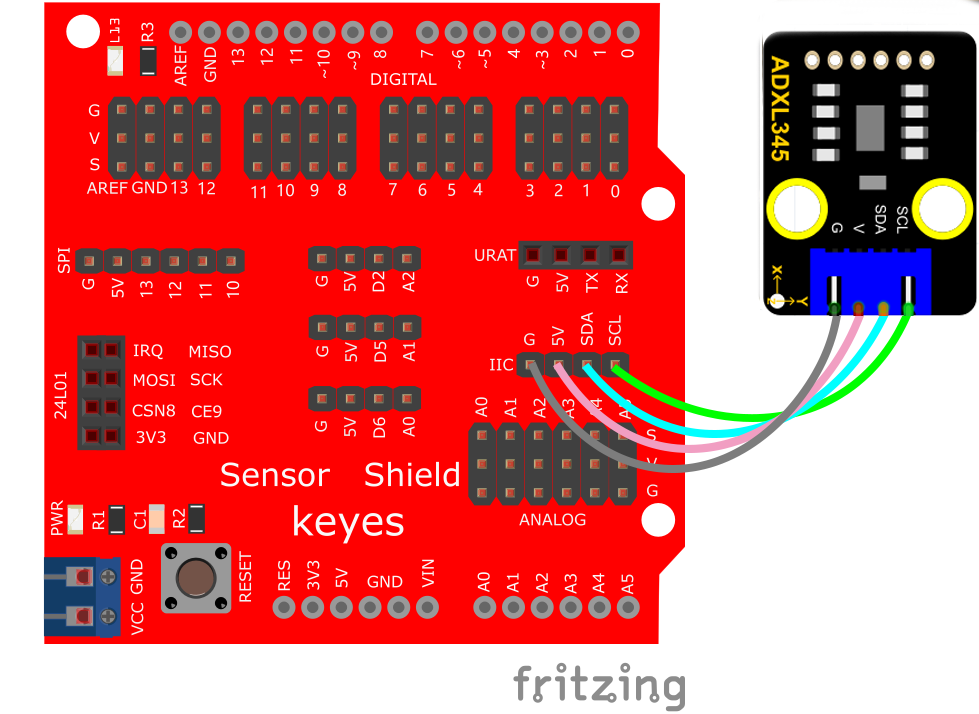 L13
R3
AREF GND 13 12 11 ~10 ~9 8 7 ~6 ~5 4 ~3 2 1 0
DIGITAL
G
V
S
AREF GND 13 12 11 10 9 8 7 6 5 4 3 2 1 0
SPI
G 5V 13 12 11 10
G 5V D2 A2
URAT
G 5V TX RX
G 5V D5 A1
G 5V SDA SCL
IIC
24L01
IRQ MISO
MOSI SCK
CSN8 CE9
3V3 GND
G 5V D6 A0
A0 A1 A2 A3 A4 A5
S
V
G
ANALOG
Sensor Shield
keyes
PWR
R1
C1
R2
RESET
GND
VCC
RES 3V3 5V GND VIN
A0 A1 A2 A3 A4 A5
ADXL345
G V SDA SCL
X
Y
Z
fritzing